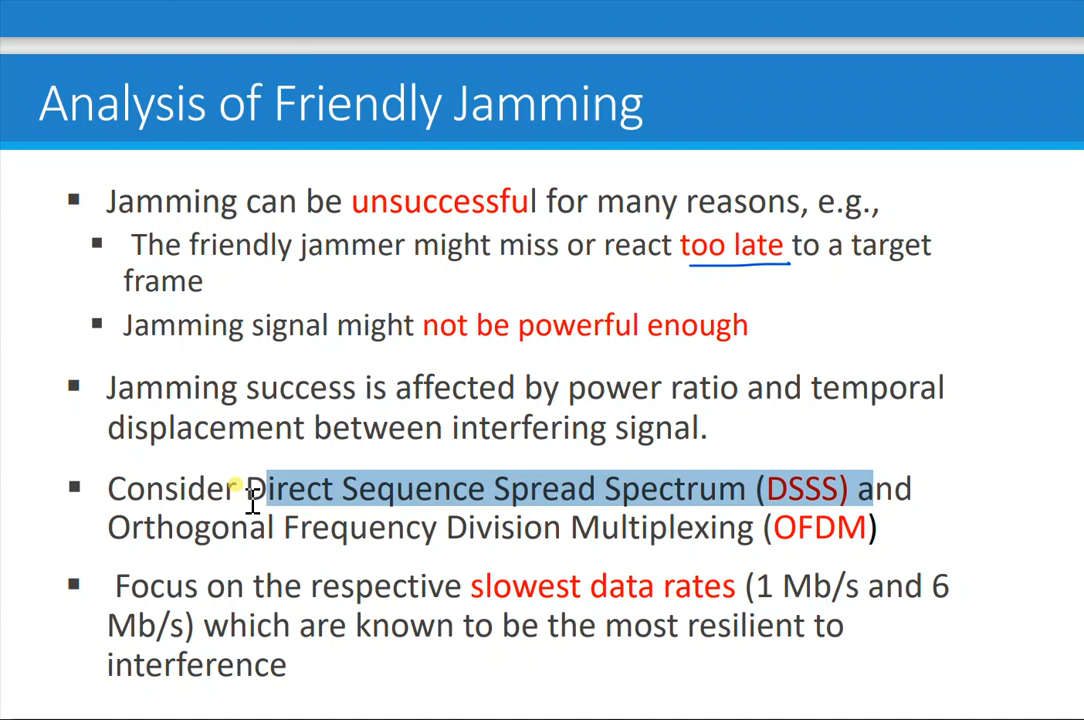 Analysis of Friendly Jamming
▪ Jamming can be unsuccessful for many reasons, e.g.,
▪ The friendly jammer might miss or react too late to a target
frame
▪ Jamming signal might not be powerful enough
▪ Jamming success is affected by power ratio and temporal
displacement between interfering signal.
▪ Consider Direct Sequence Spread Spectrum (DSSS) and
Orthogonal Frequency Division Multiplexing (OFDM)
▪ Focus on the respective slowest data rates (1 Mb/s and 6
Mb/s) which are known to be the most resilient to
interference